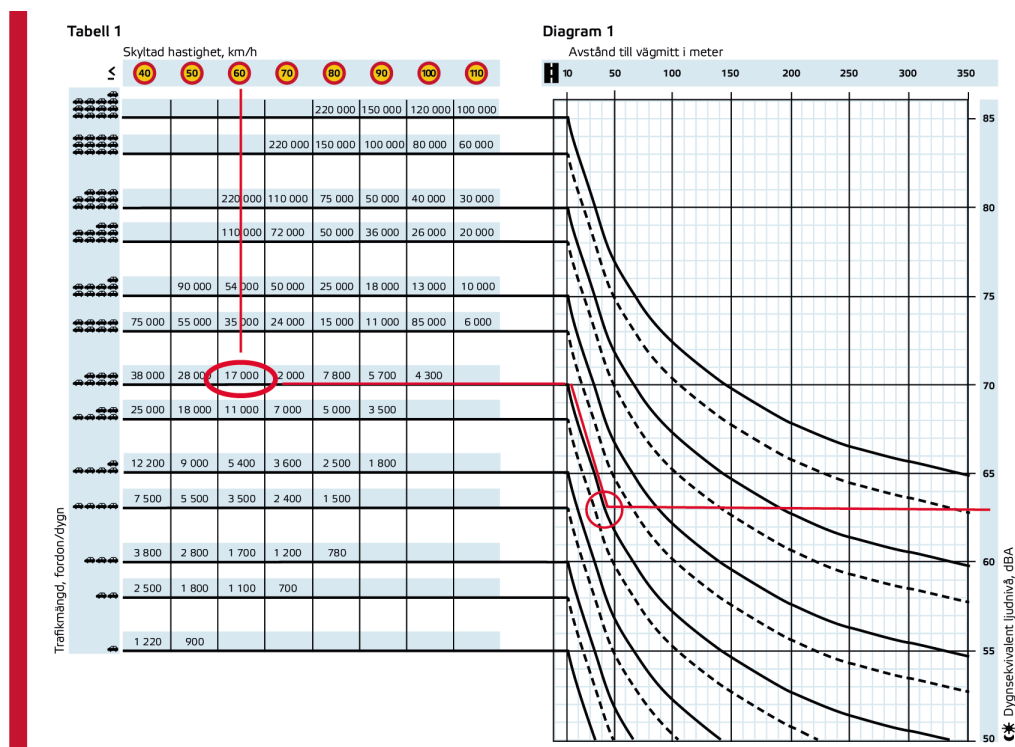 Tabell 1
Skyltad hastighet, km/h
≤ 40 50 60 70 80 90 100 110
220 000 150 000 120 000 100 000
220 000 150 000 100 000 80 000 60 000
220 000 110 000 75 000 50 000 40 000 30 000
110 000 72 000 50 000 36 000 26 000 20 000
90 000 54 000 50 000 25 000 18 000 13 000 10 000
75 000 55 000 35 000 24 000 15 000 11 000 85 000 6 000
38 000 28 000 17 000 2 000 7 800 5 700 4 300
25 000 18 000 11 000 7 000 5 000 3 500
12 200 9 000 5 400 3 600 2 500 1 800
7 500 5 500 3 500 2 400 1 500
3 800 2 800 1 700 1 200 780
2 500 1 800 1 100 700
1 220 900
Trafikmängd, fordon/dygn
Diagram 1
Avstånd till vägmitt i meter
10 50 100 150 200 250 300 350
85
80
75
70
65
60
55
50
Dygnsekvivalent ljudnivå, dBA